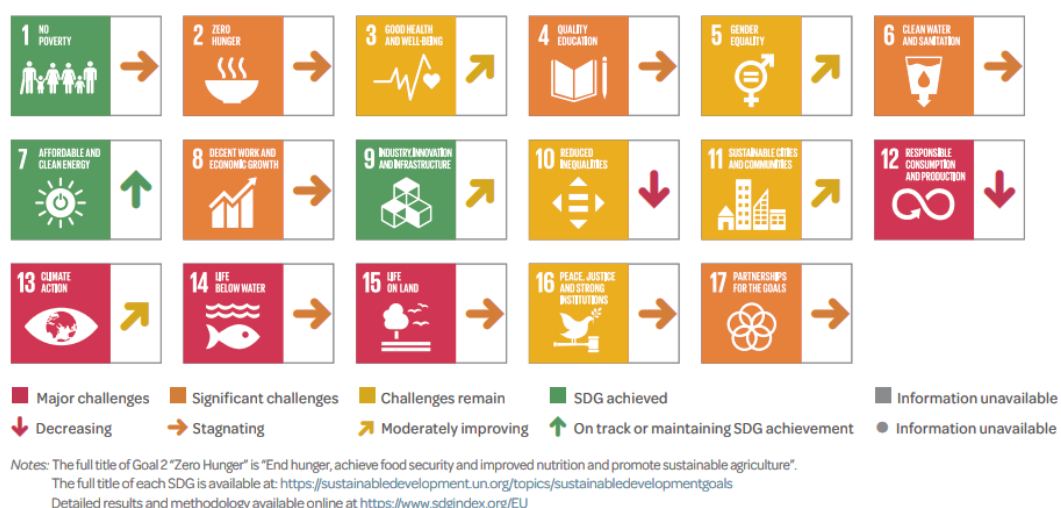 1 NO
POVERTY
2 ZERO
HUNGER
3 GOOD HEALTH
AND WELL-BEING
4 QUALITY
EDUCATION
5 GENDER
EQUALITY
6 CLEAN WATER
AND SANITATION
7 AFFORDABLE AND
CLEAN ENERGY
8 DECENT WORK AND
ECONOMIC GROWTH
9 INDUSTRY, INNOVATION
AND INFRASTRUCTURE
10 REDUCED
INEQUALITIES
11 SUSTAINABLE CITIES
AND COMMUNITIES
12 RESPONSIBLE
CONSUMPTION
AND PRODUCTION
13 CLIMATE
ACTION
14 LIFE
BELOW WATER
15 LIFE
ON LAND
16 PEACE, JUSTICE
AND STRONG
INSTITUTIONS
17 PARTNERSHIPS
FOR THE GOALS
Major challenges Significant challenges Challenges remain SDG achieved Information unavailable
Decreasing Stagnating Moderately improving On track or maintaining SDG achievement Information unavailable
Notes: The full title of Goal 2 “Zero Hunger” is “End hunger, achieve food security and improved nutrition and promote sustainable agriculture”.
The full title of each SDG is available at: https://sustainabledevelopment.un.org/topics/sustainabledevelopmentgoals
Detailed results and methodology available online at https://www.sdgindex.org/EU